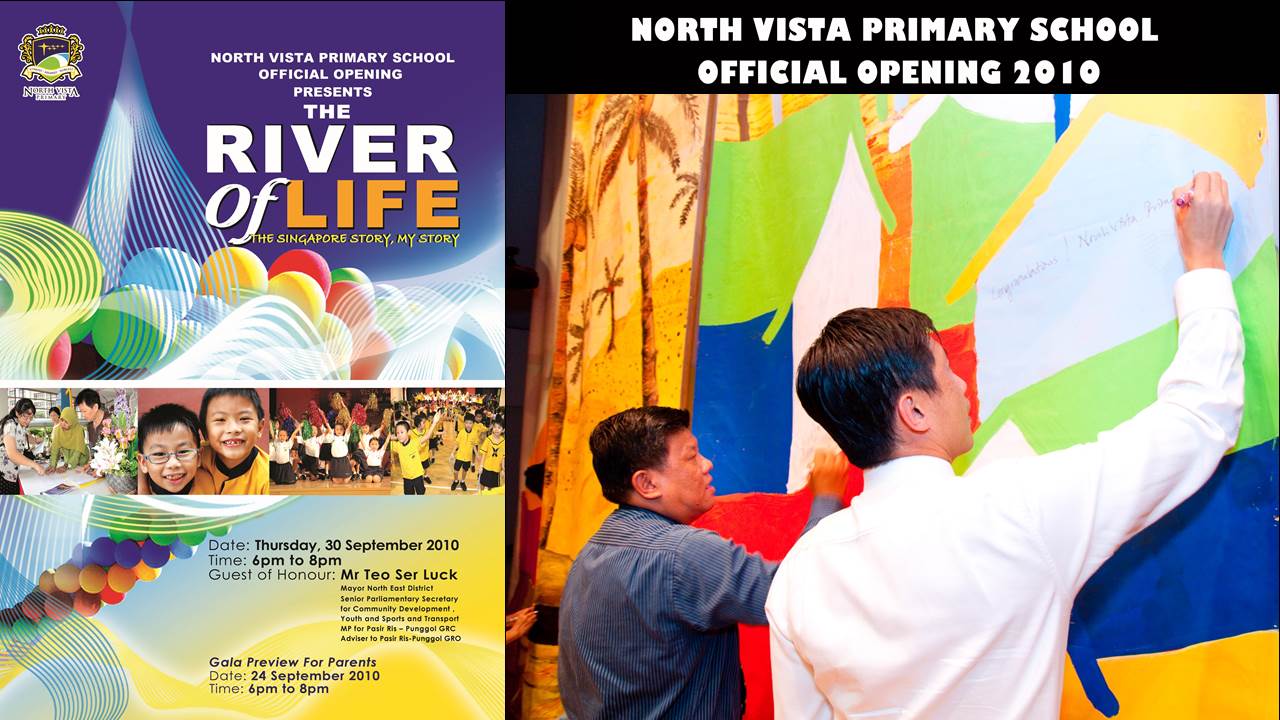 NORTH VISTA
PRIMARY
NORTH VISTA PRIMARY SCHOOL
OFFICIAL OPENING
PRESENTS
THE
RIVER
of LIFE
THE SINGAPORE STORY, MY STORY
Date: Thursday, 30 September 2010
Time: 6pm to 8pm
Guest of Honour: Mr Teo Ser Luck
Mayor North East District
Senior Parliamentary Secretary
for Community Development ,
Youth and Sports and Transport
MP for Pasir Ris – Punggol GRC
Adviser to Pasir Ris-Punggol GRO
Gala Preview For Parents
Date: 24 September 2010
Time: 6pm to 8pm
NORTH VISTA PRIMARY SCHOOL
OFFICIAL OPENING 2010
! North Vista